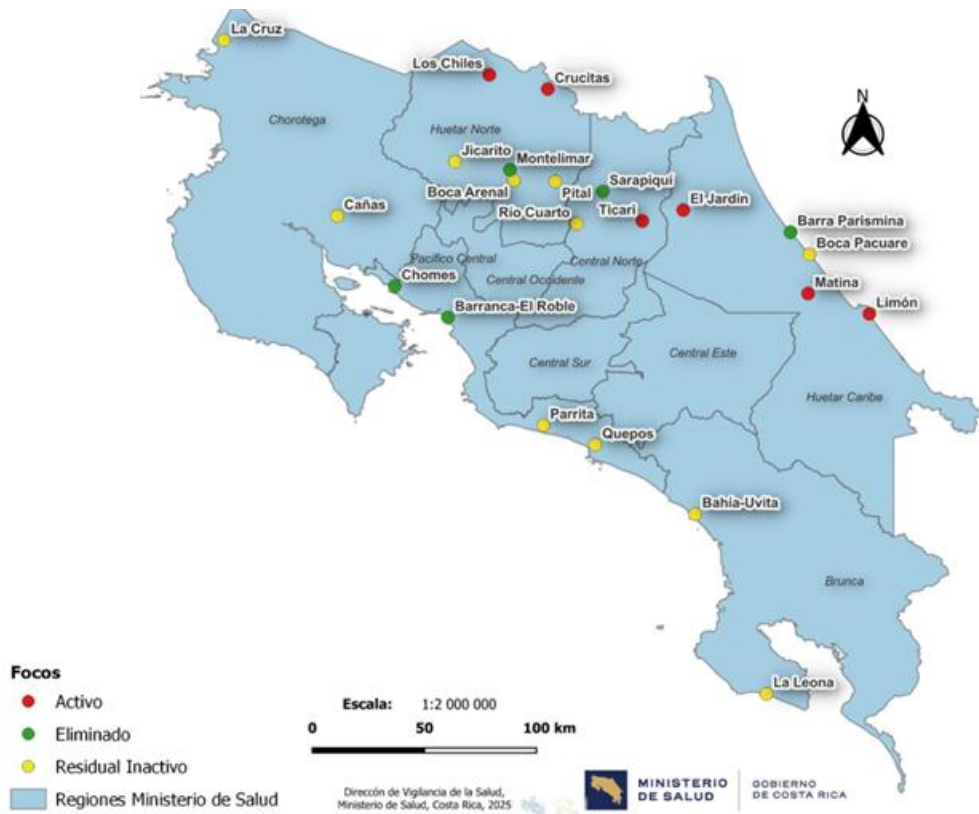 La Cruz
Los Chiles
Crucitas
N
Chorotega
Huetar Norte
Jicarito
Montelimar
Boca Arenal
Pital
Sarapiquí
Cañas
Río Cuarto
Ticari
El Jardín
Barra Parismina
Boca Pacuare
Pacífico Central
Chomes
Central Occidente
Central Norte
Matina
Limón
Barranca-El Roble
Central Sur
Central Este
Huetar Caribe
Parrita
Quepos
Bahía-Uvita
Brunca
La Leona
Focos
Activo
Eliminado
Residual Inactivo
Regiones Ministerio de Salud
Escala: 1:2 000 000
0 50 100 km
Direccón de Vigilancia de la Salud,
Ministerio de Salud, Costa Rica, 2025
MINISTERIO
DE SALUD
GOBIERNO
DE COSTA RICA